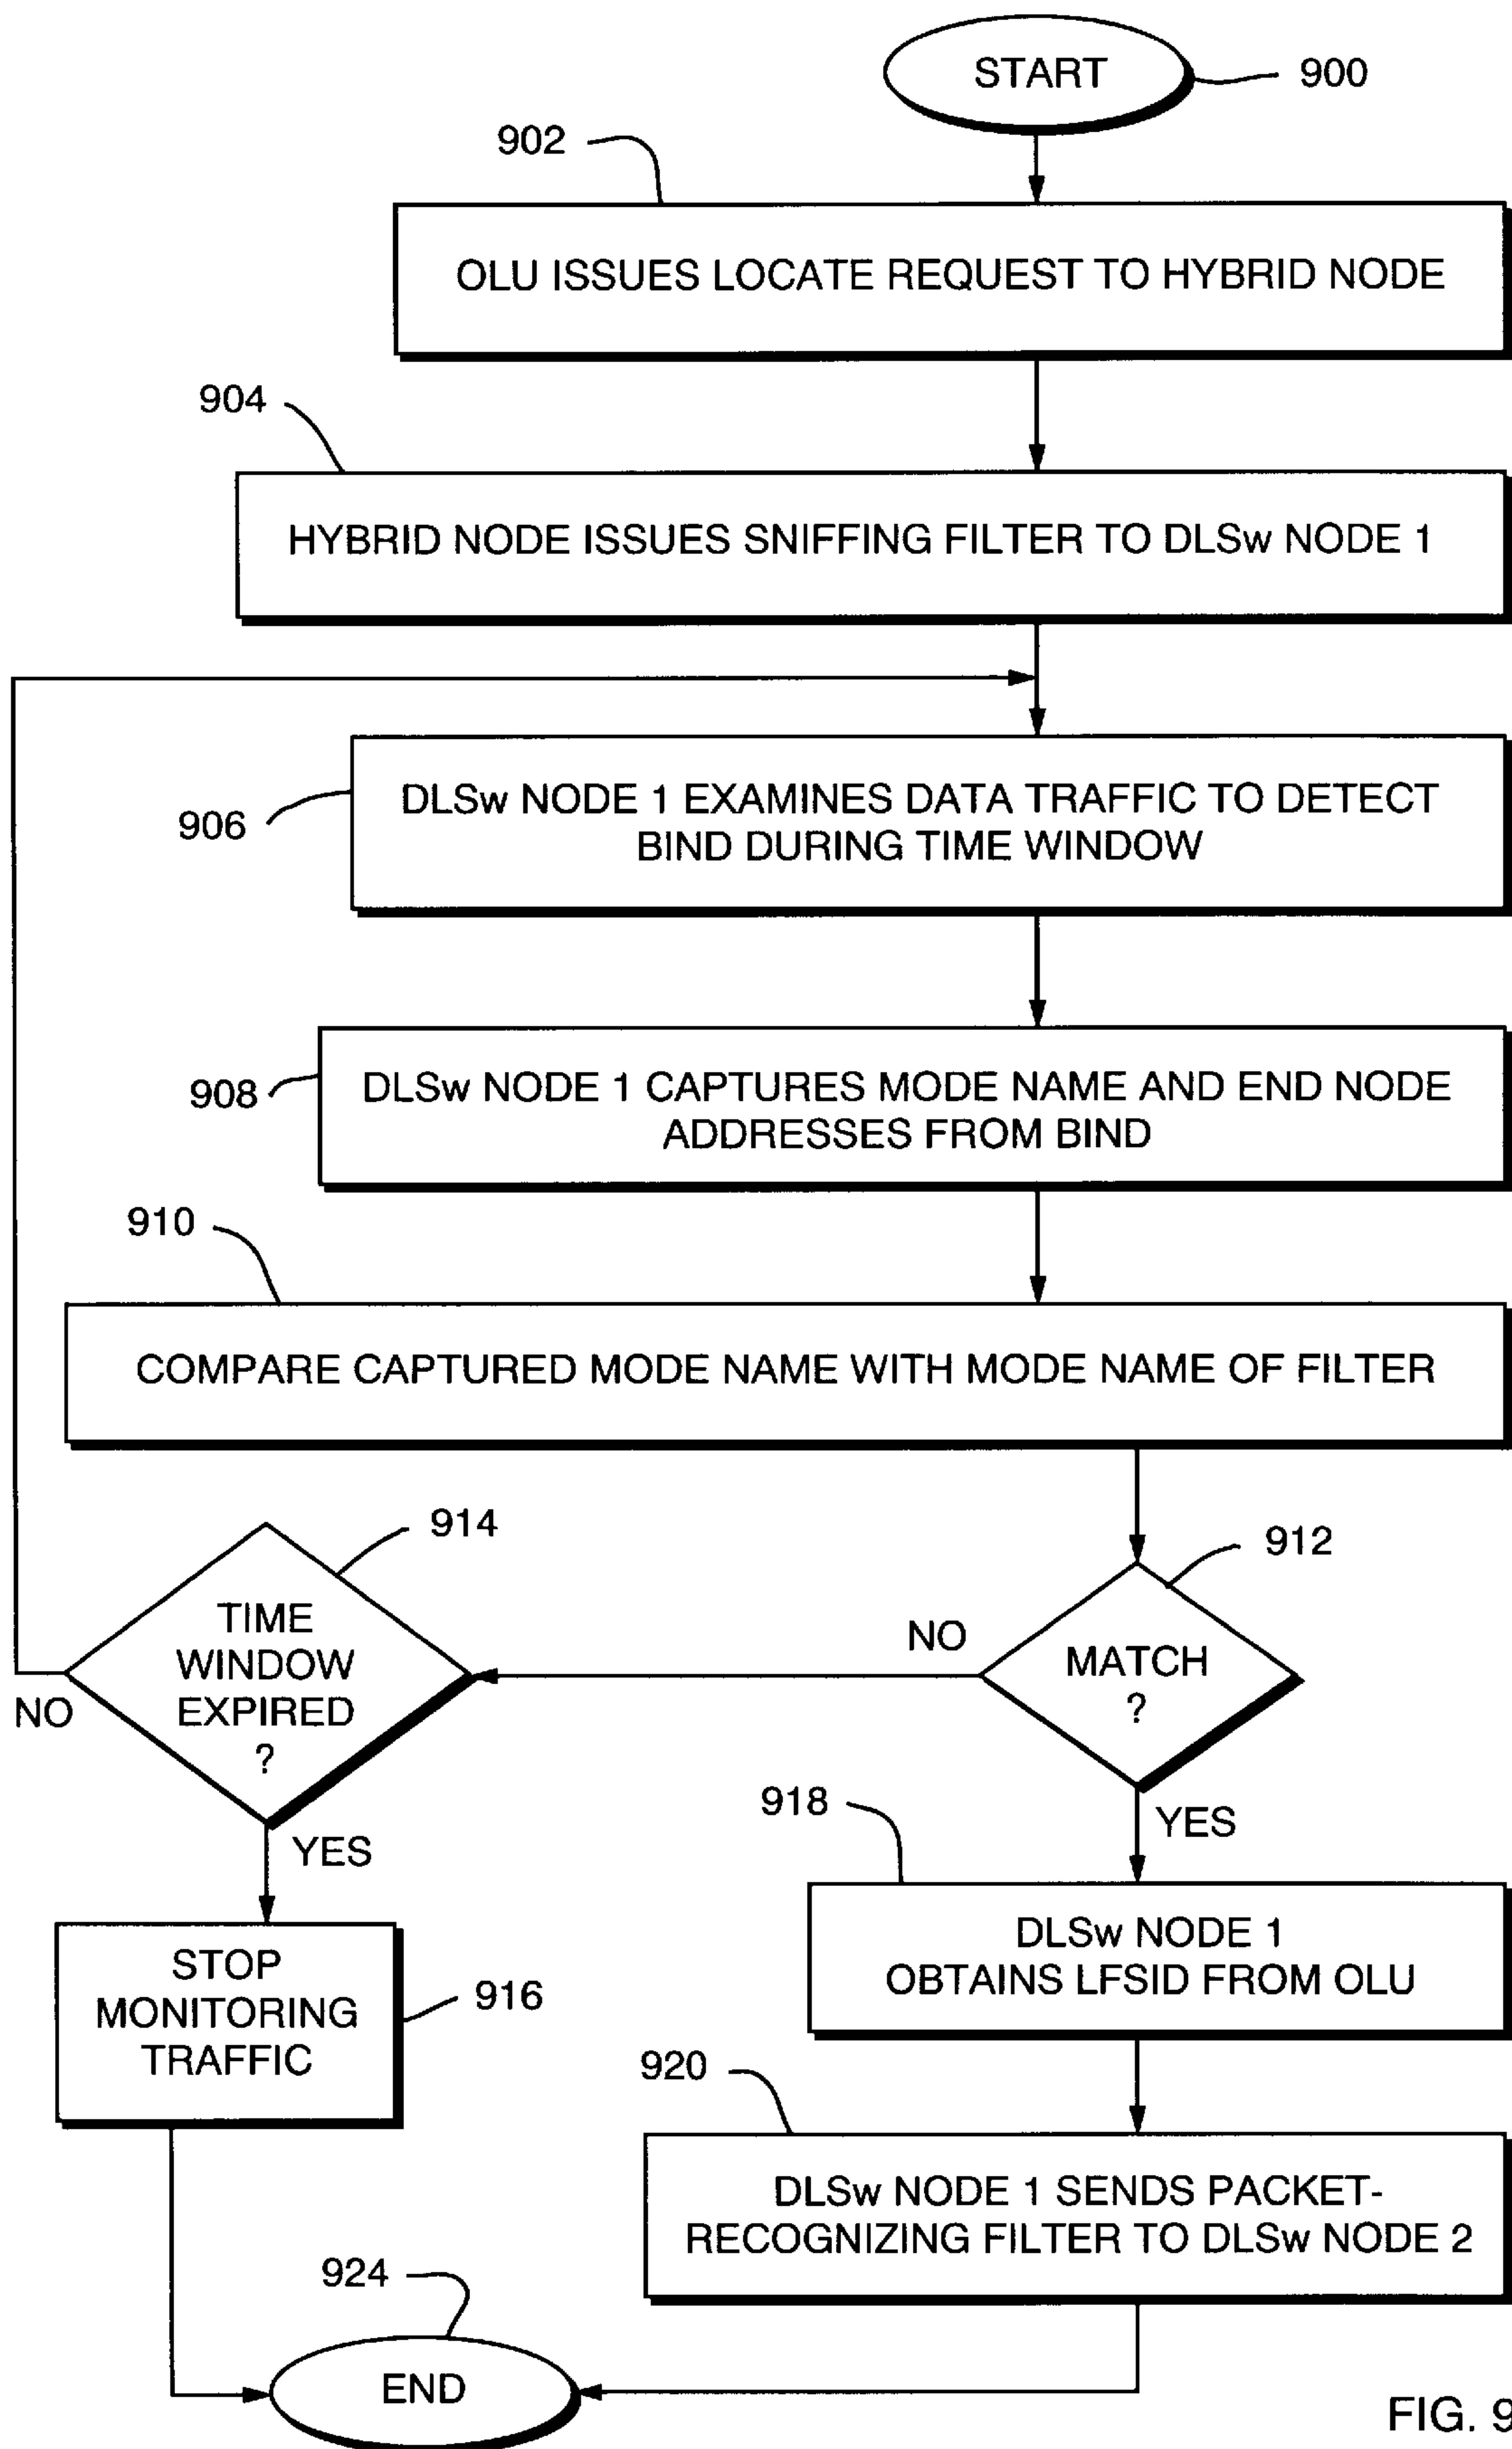 START
900
902
OLU ISSUES LOCATE REQUEST TO HYBRID NODE
904
HYBRID NODE ISSUES SNIFFING FILTER TO DLSw NODE 1
906
DLSw NODE 1 EXAMINES DATA TRAFFIC TO DETECT
BIND DURING TIME WINDOW
908
DLSw NODE 1 CAPTURES MODE NAME AND END NODE
ADDRESSES FROM BIND
910
COMPARE CAPTURED MODE NAME WITH MODE NAME OF FILTER
914
912
TIME
WINDOW
EXPIRED
?
NO
NO
MATCH
?
YES
918
YES
STOP
MONITORING
TRAFFIC
916
DLSw NODE 1
OBTAINS LFSID FROM OLU
920
DLSw NODE 1 SENDS PACKET-
RECOGNIZING FILTER TO DLSw NODE 2
924
END
FIG. 9